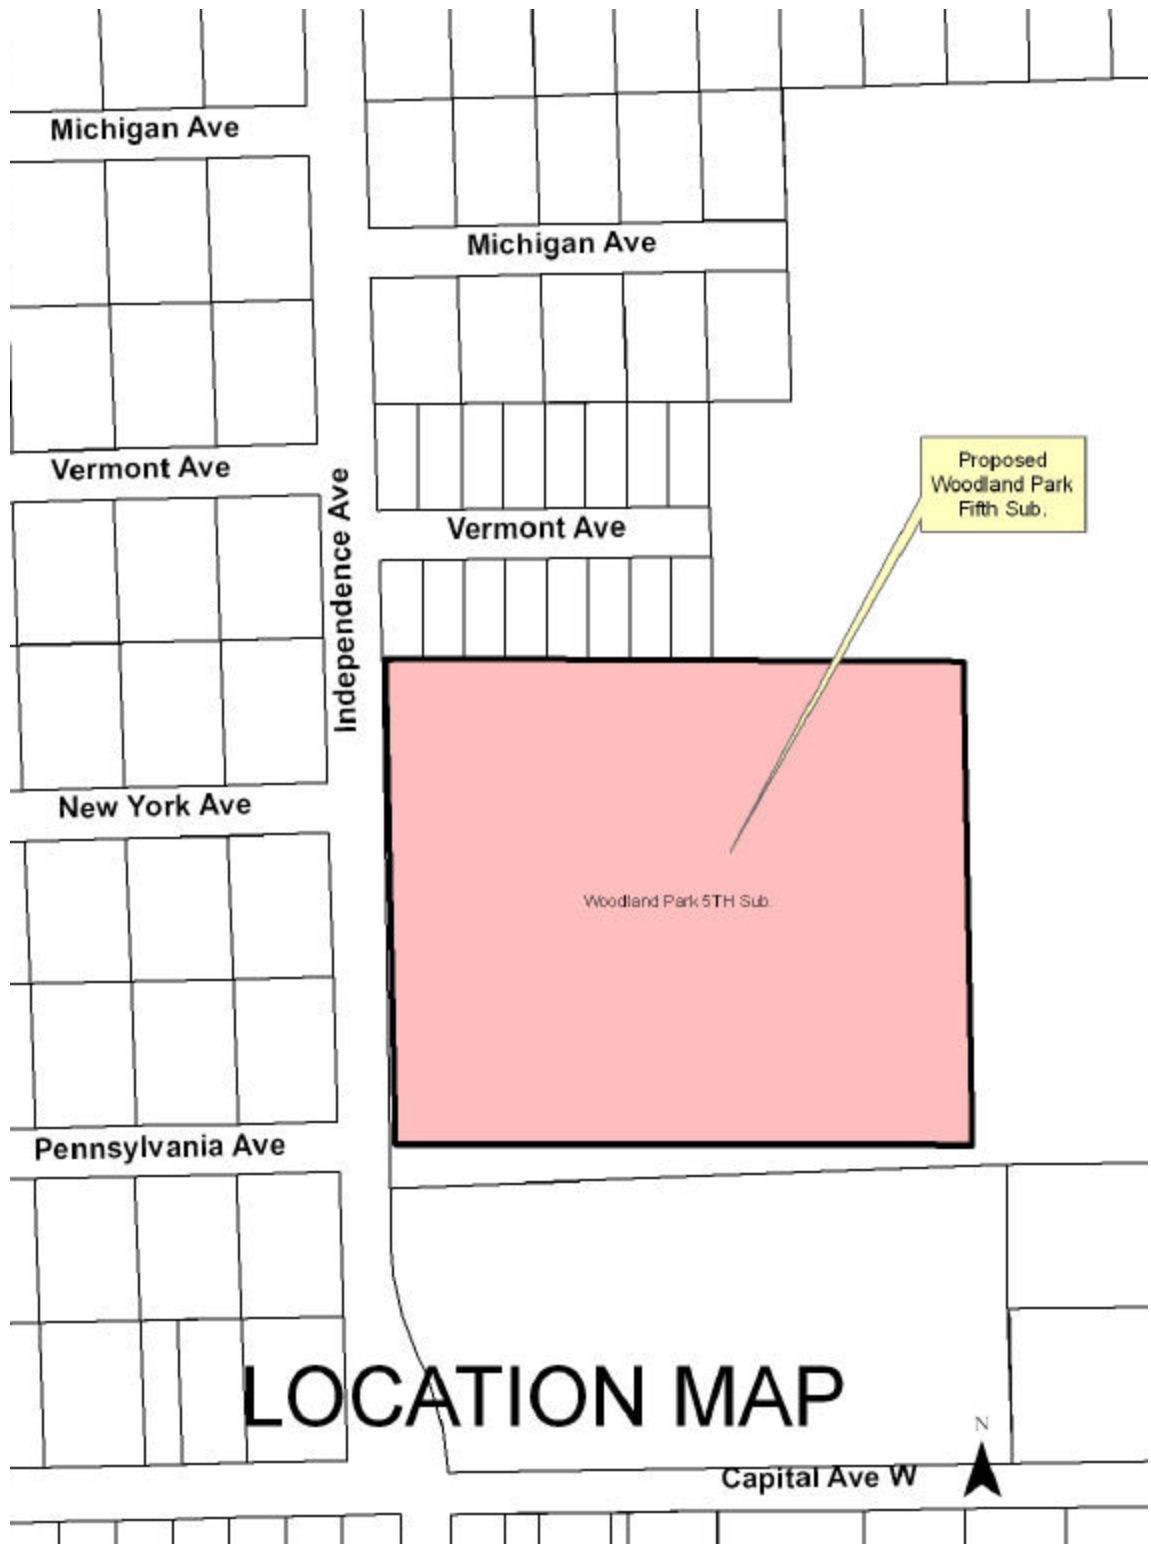 Michigan Ave
Michigan Ave
Proposed
Woodland Park
Fifth Sub.
Vermont Ave
Independence Ave
Vermont Ave
New York Ave
Woodland Park 5TH Sub.
Pennsylvania Ave
LOCATION MAP
N
Capital Ave W